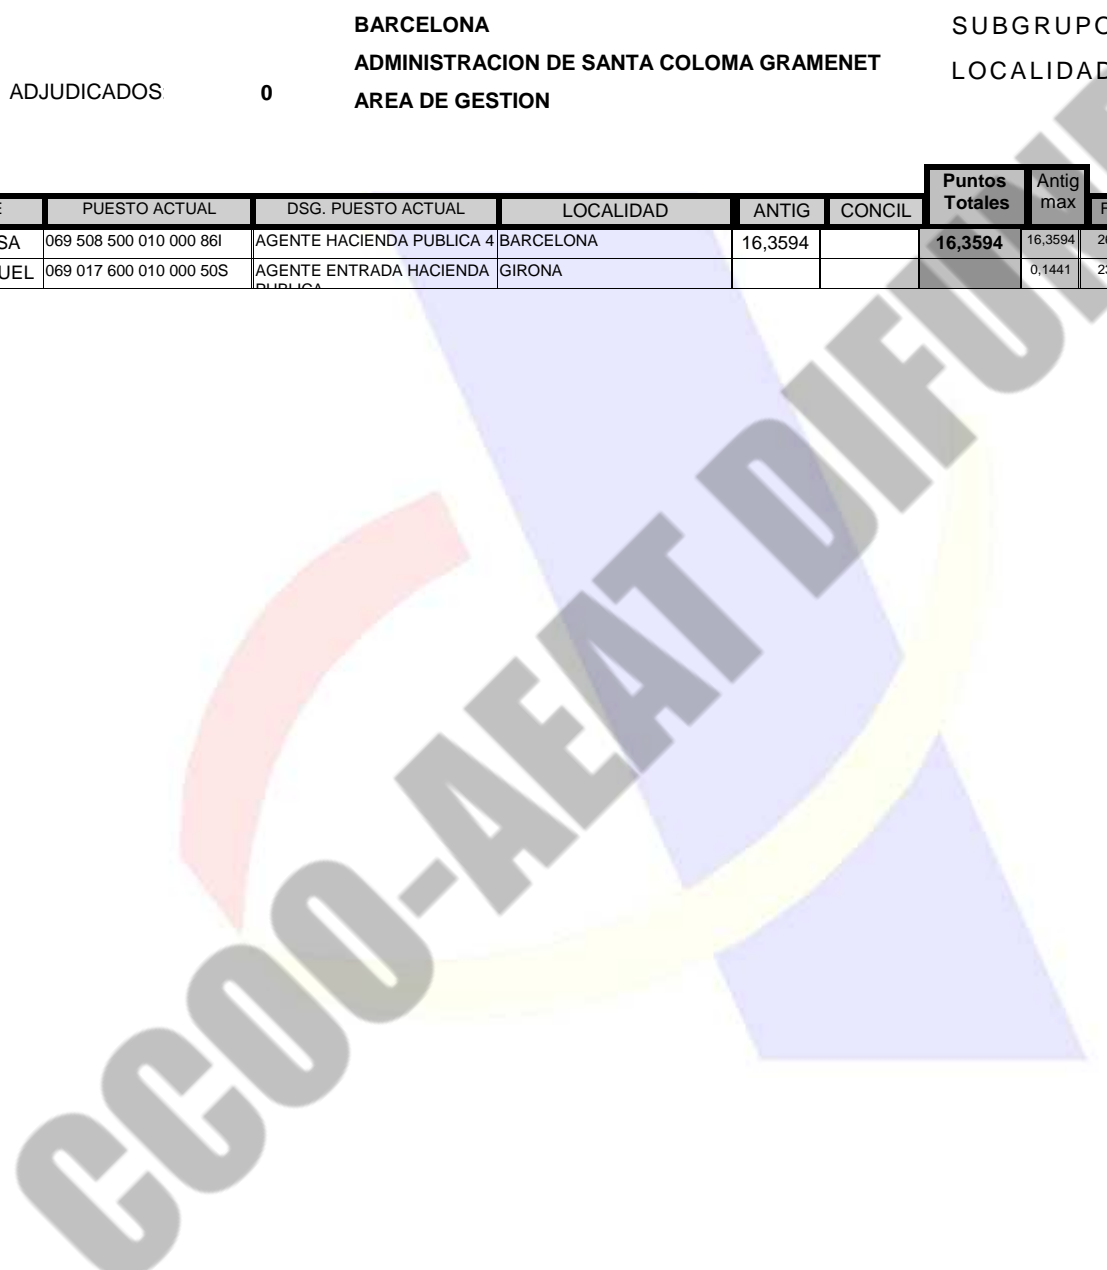 BARCELONA
SUBGRUPO
ADMINISTRACION DE SANTA COLOMA GRAMENET
LOCALIDAD
ADJUDICADOS: 0
AREA DE GESTION
Puntos Totales Antig max
PUESTO ACTUAL DSG. PUESTO ACTUAL LOCALIDAD ANTIG CONCIL
SA 069 508 500 010 000 86I AGENTE HACIENDA PUBLICA 4 BARCELONA 16,3594 16,3594 16,3594
UEL 069 017 600 010 000 50S AGENTE ENTRADA HACIENDA GIRONA 0,1441
PUBLICA
CCOO-AEAT DIFUN